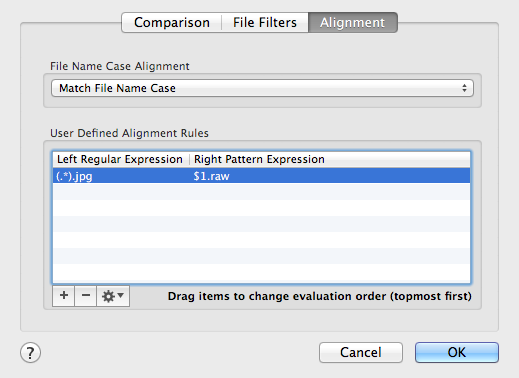 Comparison File Filters Alignment
File Name Case Alignment
Match File Name Case
User Defined Alignment Rules
Left Regular Expression Right Pattern Expression
(.*).jpg $1.raw
+ − Drag items to change evaluation order (topmost first)
? Cancel OK